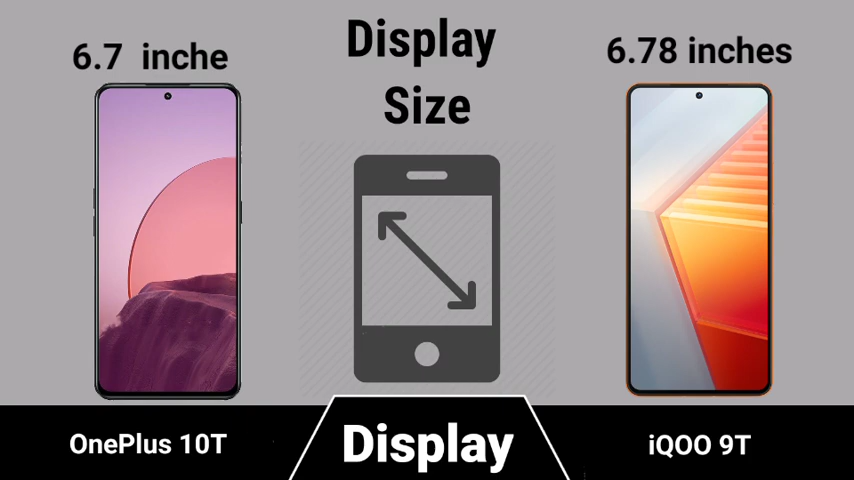 6.7 inche
Display
Size
6.78 inches
OnePlus 10T
Display
iQOO 9T